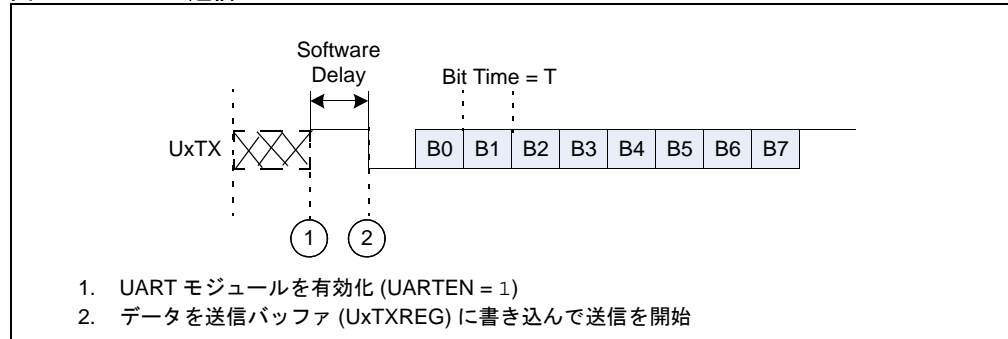 Software
Delay
Bit Time = T
UxTX
B0 B1 B2 B3 B4 B5 B6 B7
1 2
1. UART モジュールを有効化 (UARTEN = 1)
2. データを送信バッファ (UxTXREG) に書き込んで送信を開始